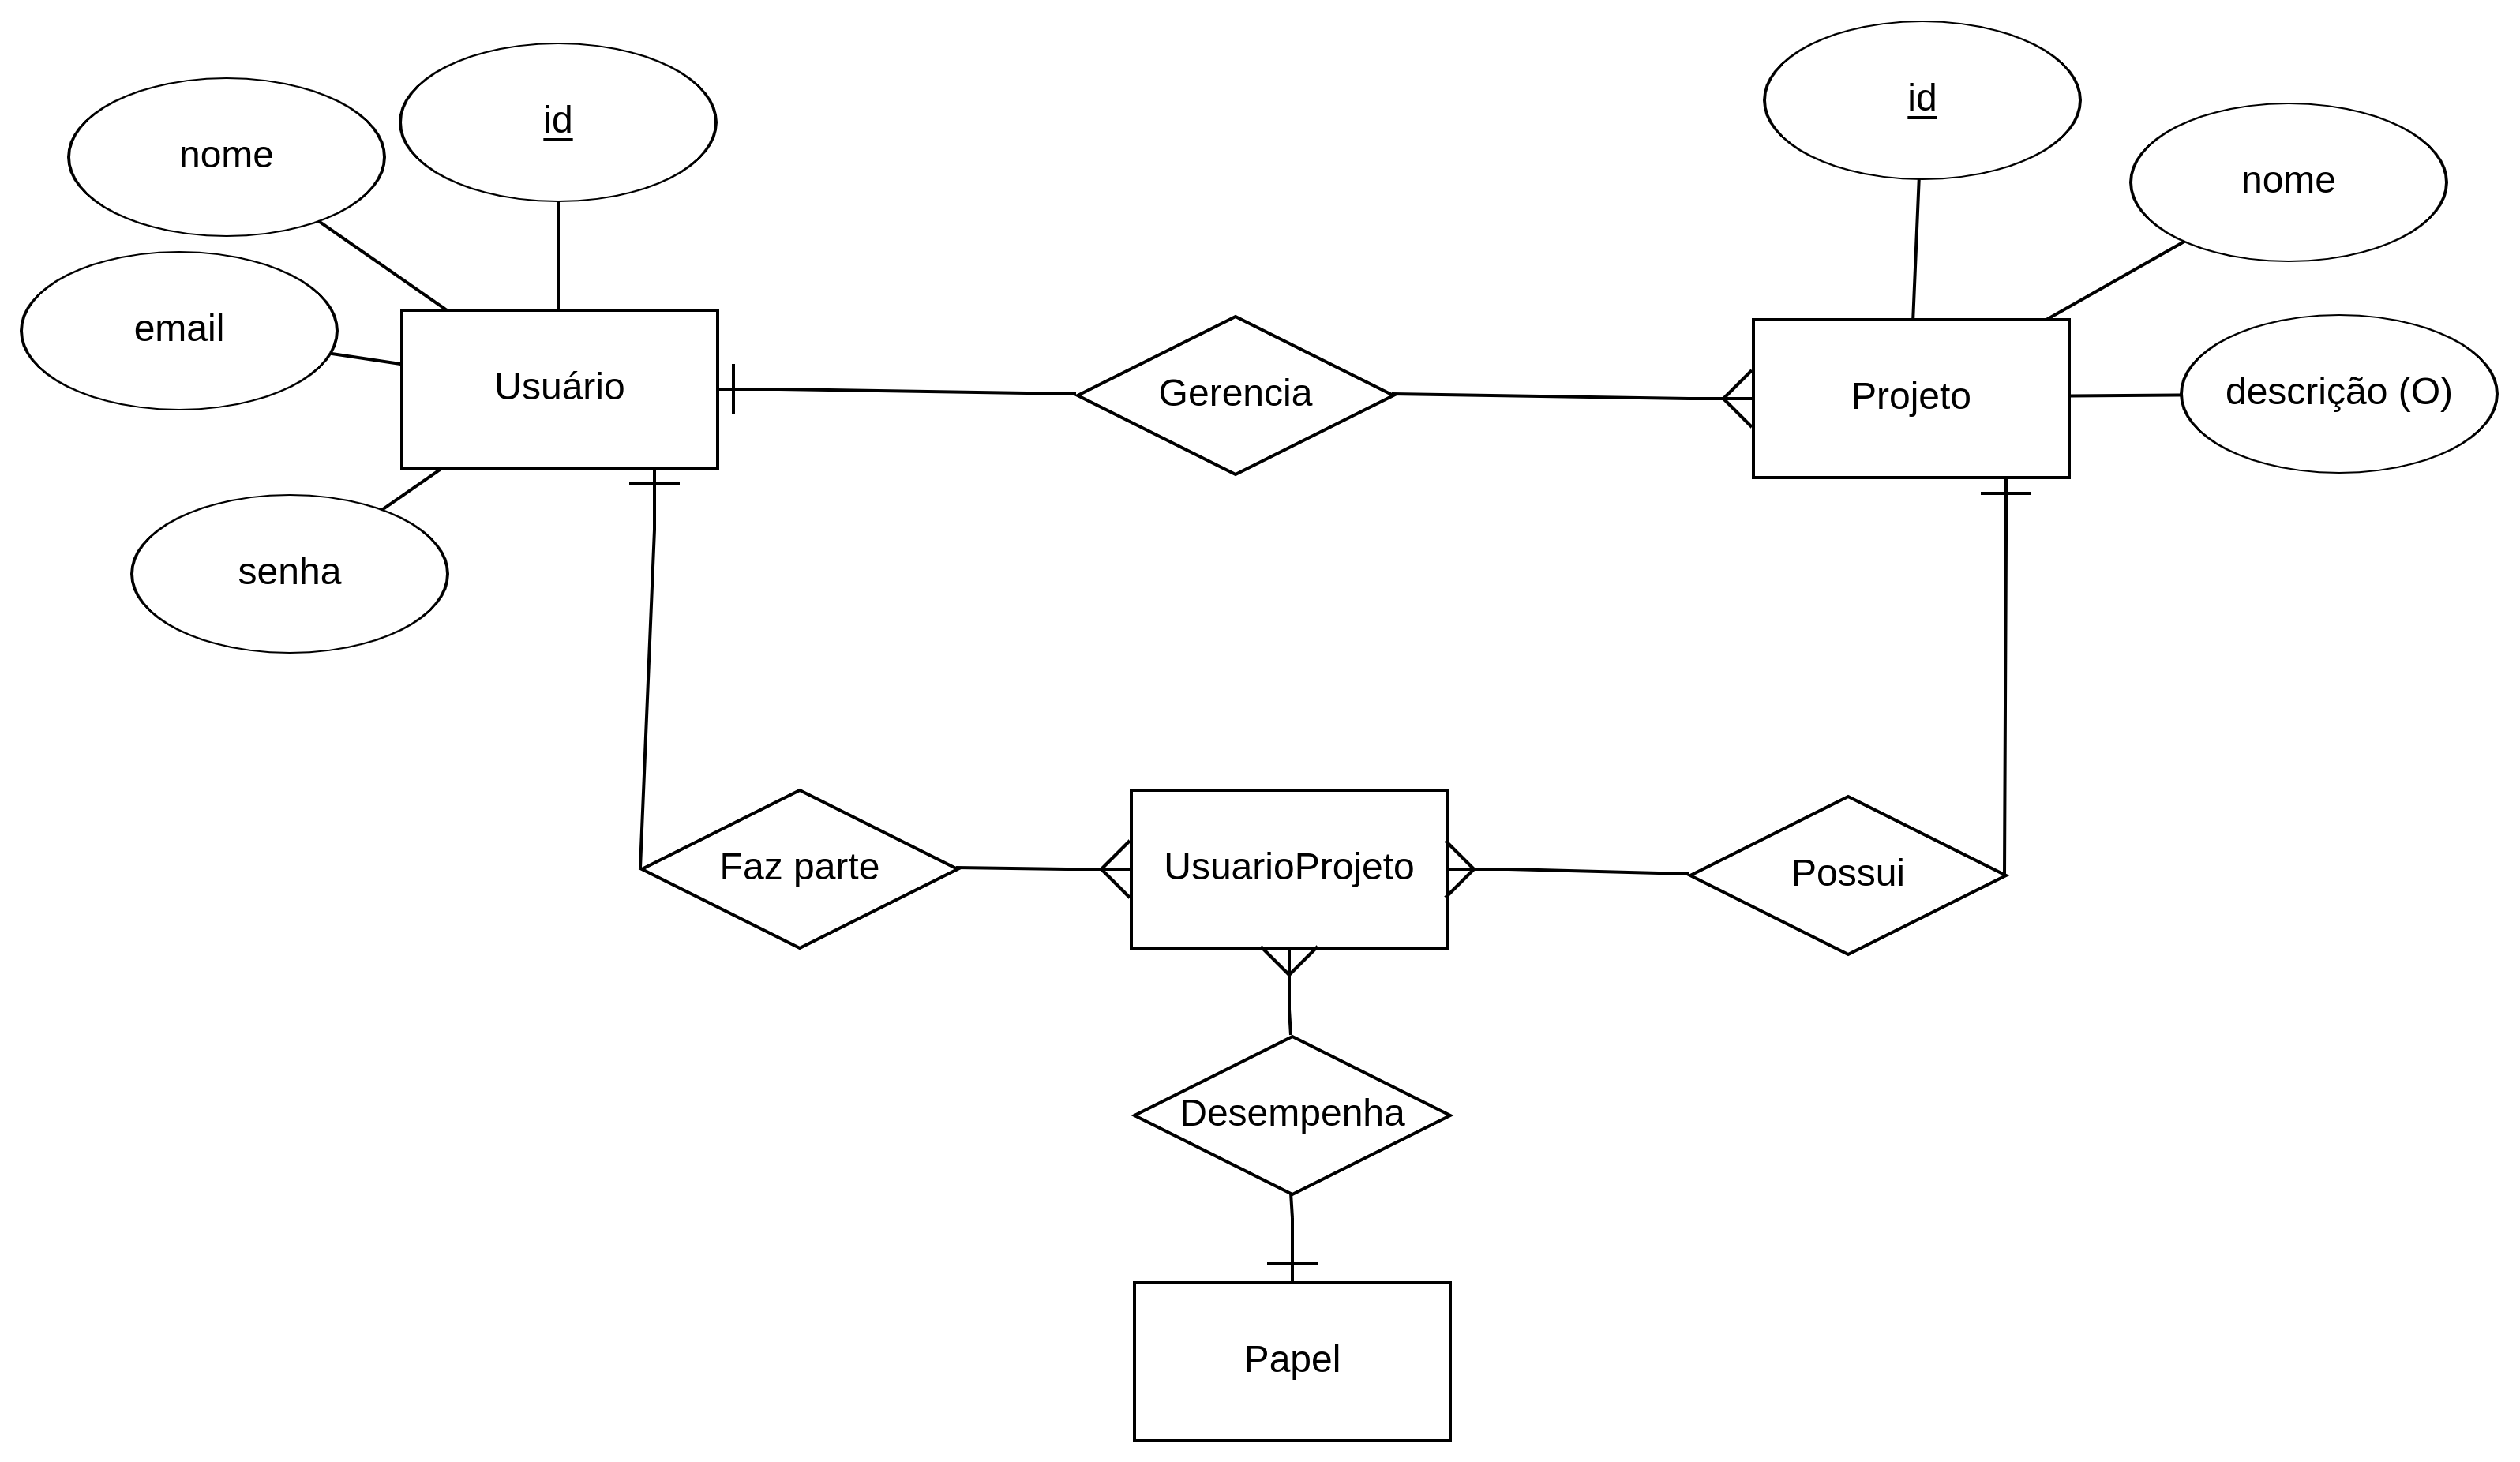 id
id
nome
nome
email
Usuário
Gerencia
Projeto
descrição (O)
senha
Faz parte
UsuarioProjeto
Possui
Desempenha
Papel